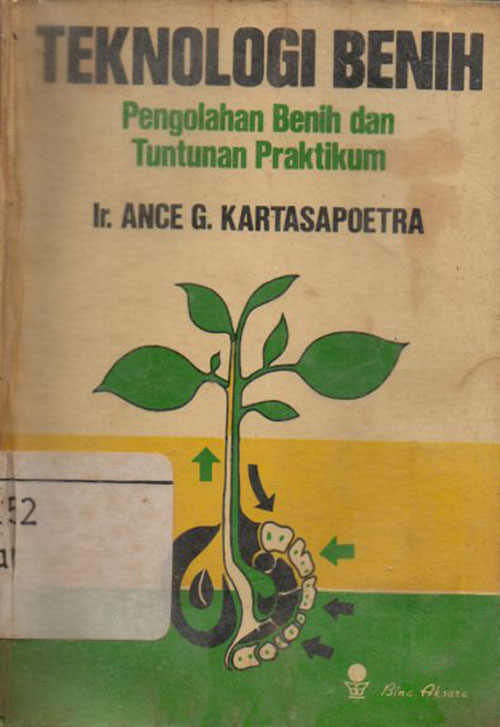 TEKNOLOGI BENIH
Pengolahan Benih dan
Tuntunan Praktikum
Ir. ANCE G. KARTASAPOETRA
52
Bina Aksara